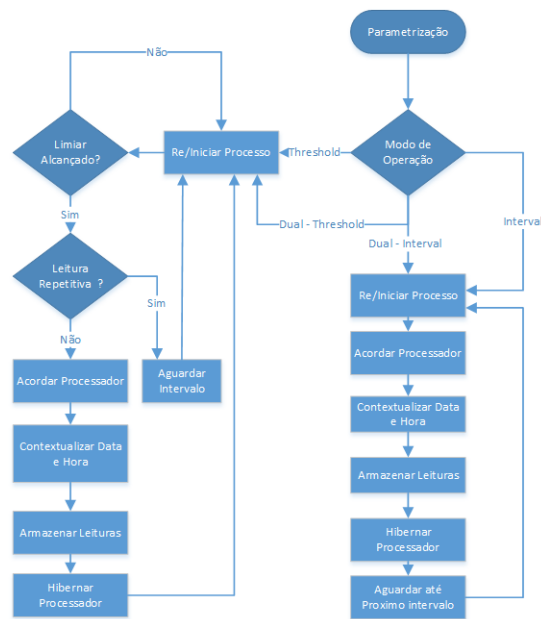 Parametrização
Não
Limiar
Alcançado?
Re/Iniciar Processo
Threshold
Modo de
Operação
Sim
Dual - Threshold
Interval
Dual - Interval
Leitura
Repetitiva ?
Sim
Não
Re/Iniciar Processo
Acordar Processador
Aguardar
Intervalo
Acordar Processador
Contextualizar Data
e Hora
Contextualizar Data
e Hora
Armazenar Leituras
Armazenar Leituras
Hibernar
Processador
Hibernar
Processador
Aguardar até
Proximo intervalo